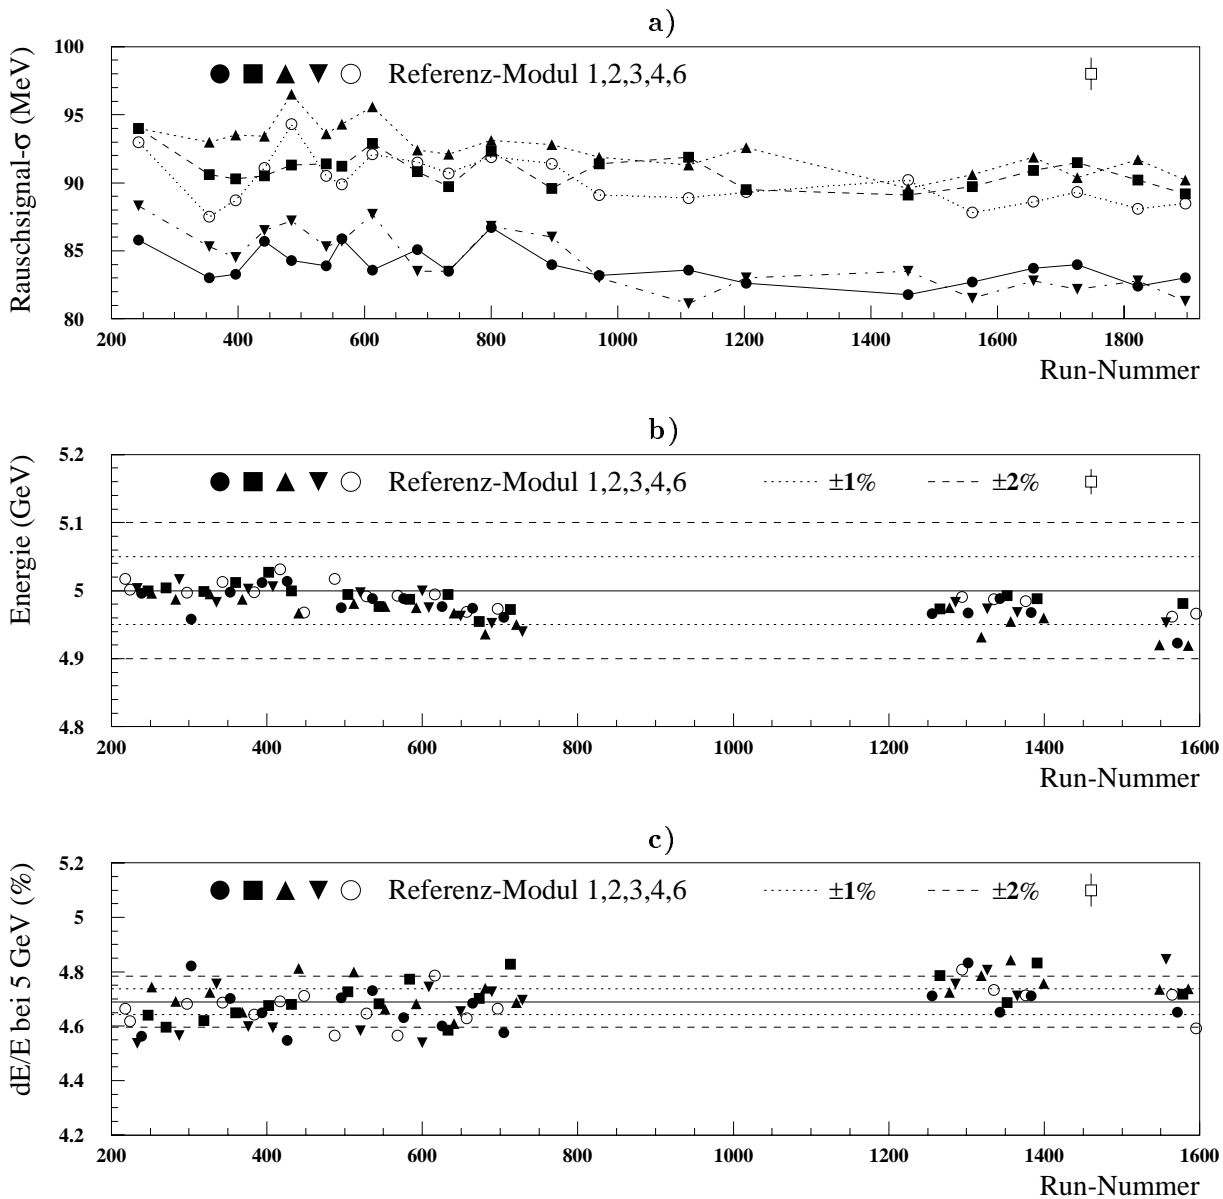 a)
Rauschsignal-σ (MeV)
100
95
90
85
80
Referenz-Modul 1,2,3,4,6
200 400 600 800 1000 1200 1400 1600 1800
Run-Nummer
b)
Energie (GeV)
5.2
5.1
5
4.9
4.8
Referenz-Modul 1,2,3,4,6 ±1% ±2%
200 400 600 800 1000 1200 1400 1600
Run-Nummer
c)
dE/E bei 5 GeV (%)
5.2
5
4.8
4.6
4.4
4.2
Referenz-Modul 1,2,3,4,6 ±1% ±2%
200 400 600 800 1000 1200 1400 1600
Run-Nummer